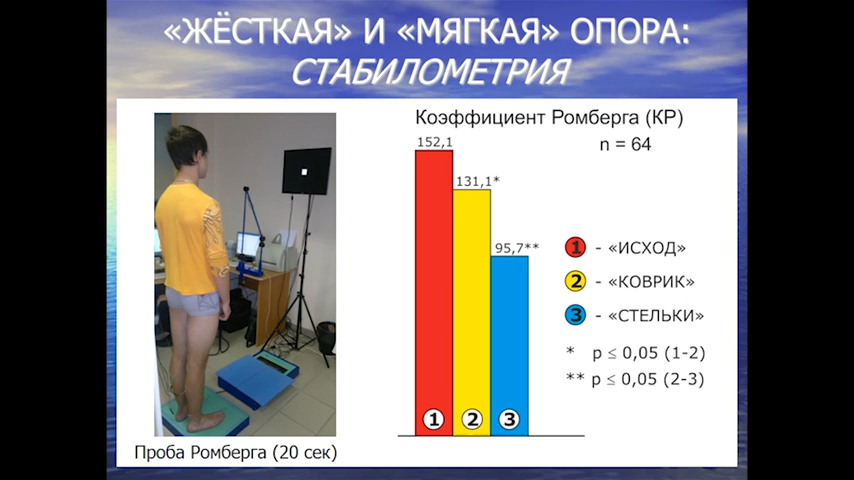 «ЖЁСТКАЯ» И «МЯГКАЯ» ОПОРА:
СТАБИЛОМЕТРИЯ
Проба Ромберга (20 сек)
Коэффициент Ромберга (КР)
n = 64
152,1
131,1*
95,7**
1
2
3
1 - «ИСХОД»
2 - «КОВРИК»
3 - «СТЕЛЬКИ»
* p ≤ 0,05 (1-2)
** p ≤ 0,05 (2-3)